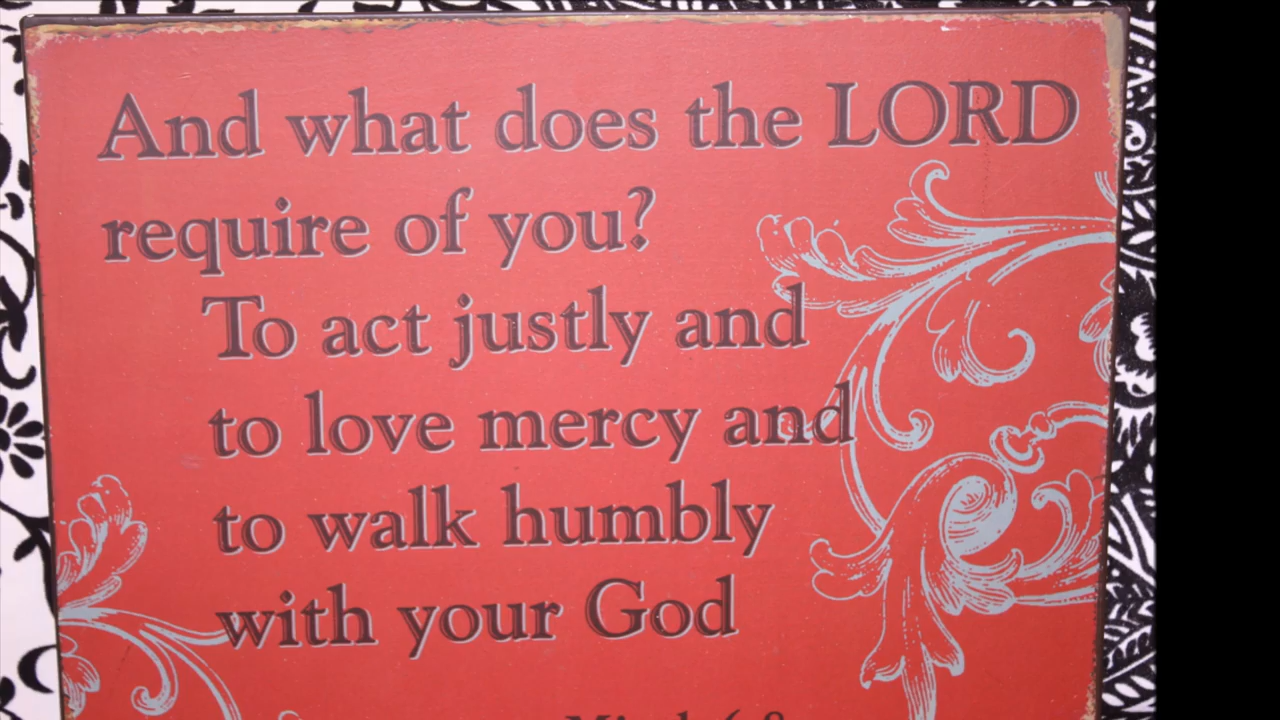 And what does the LORD
require of you?
To act justly and
to love mercy and
to walk humbly
with your God